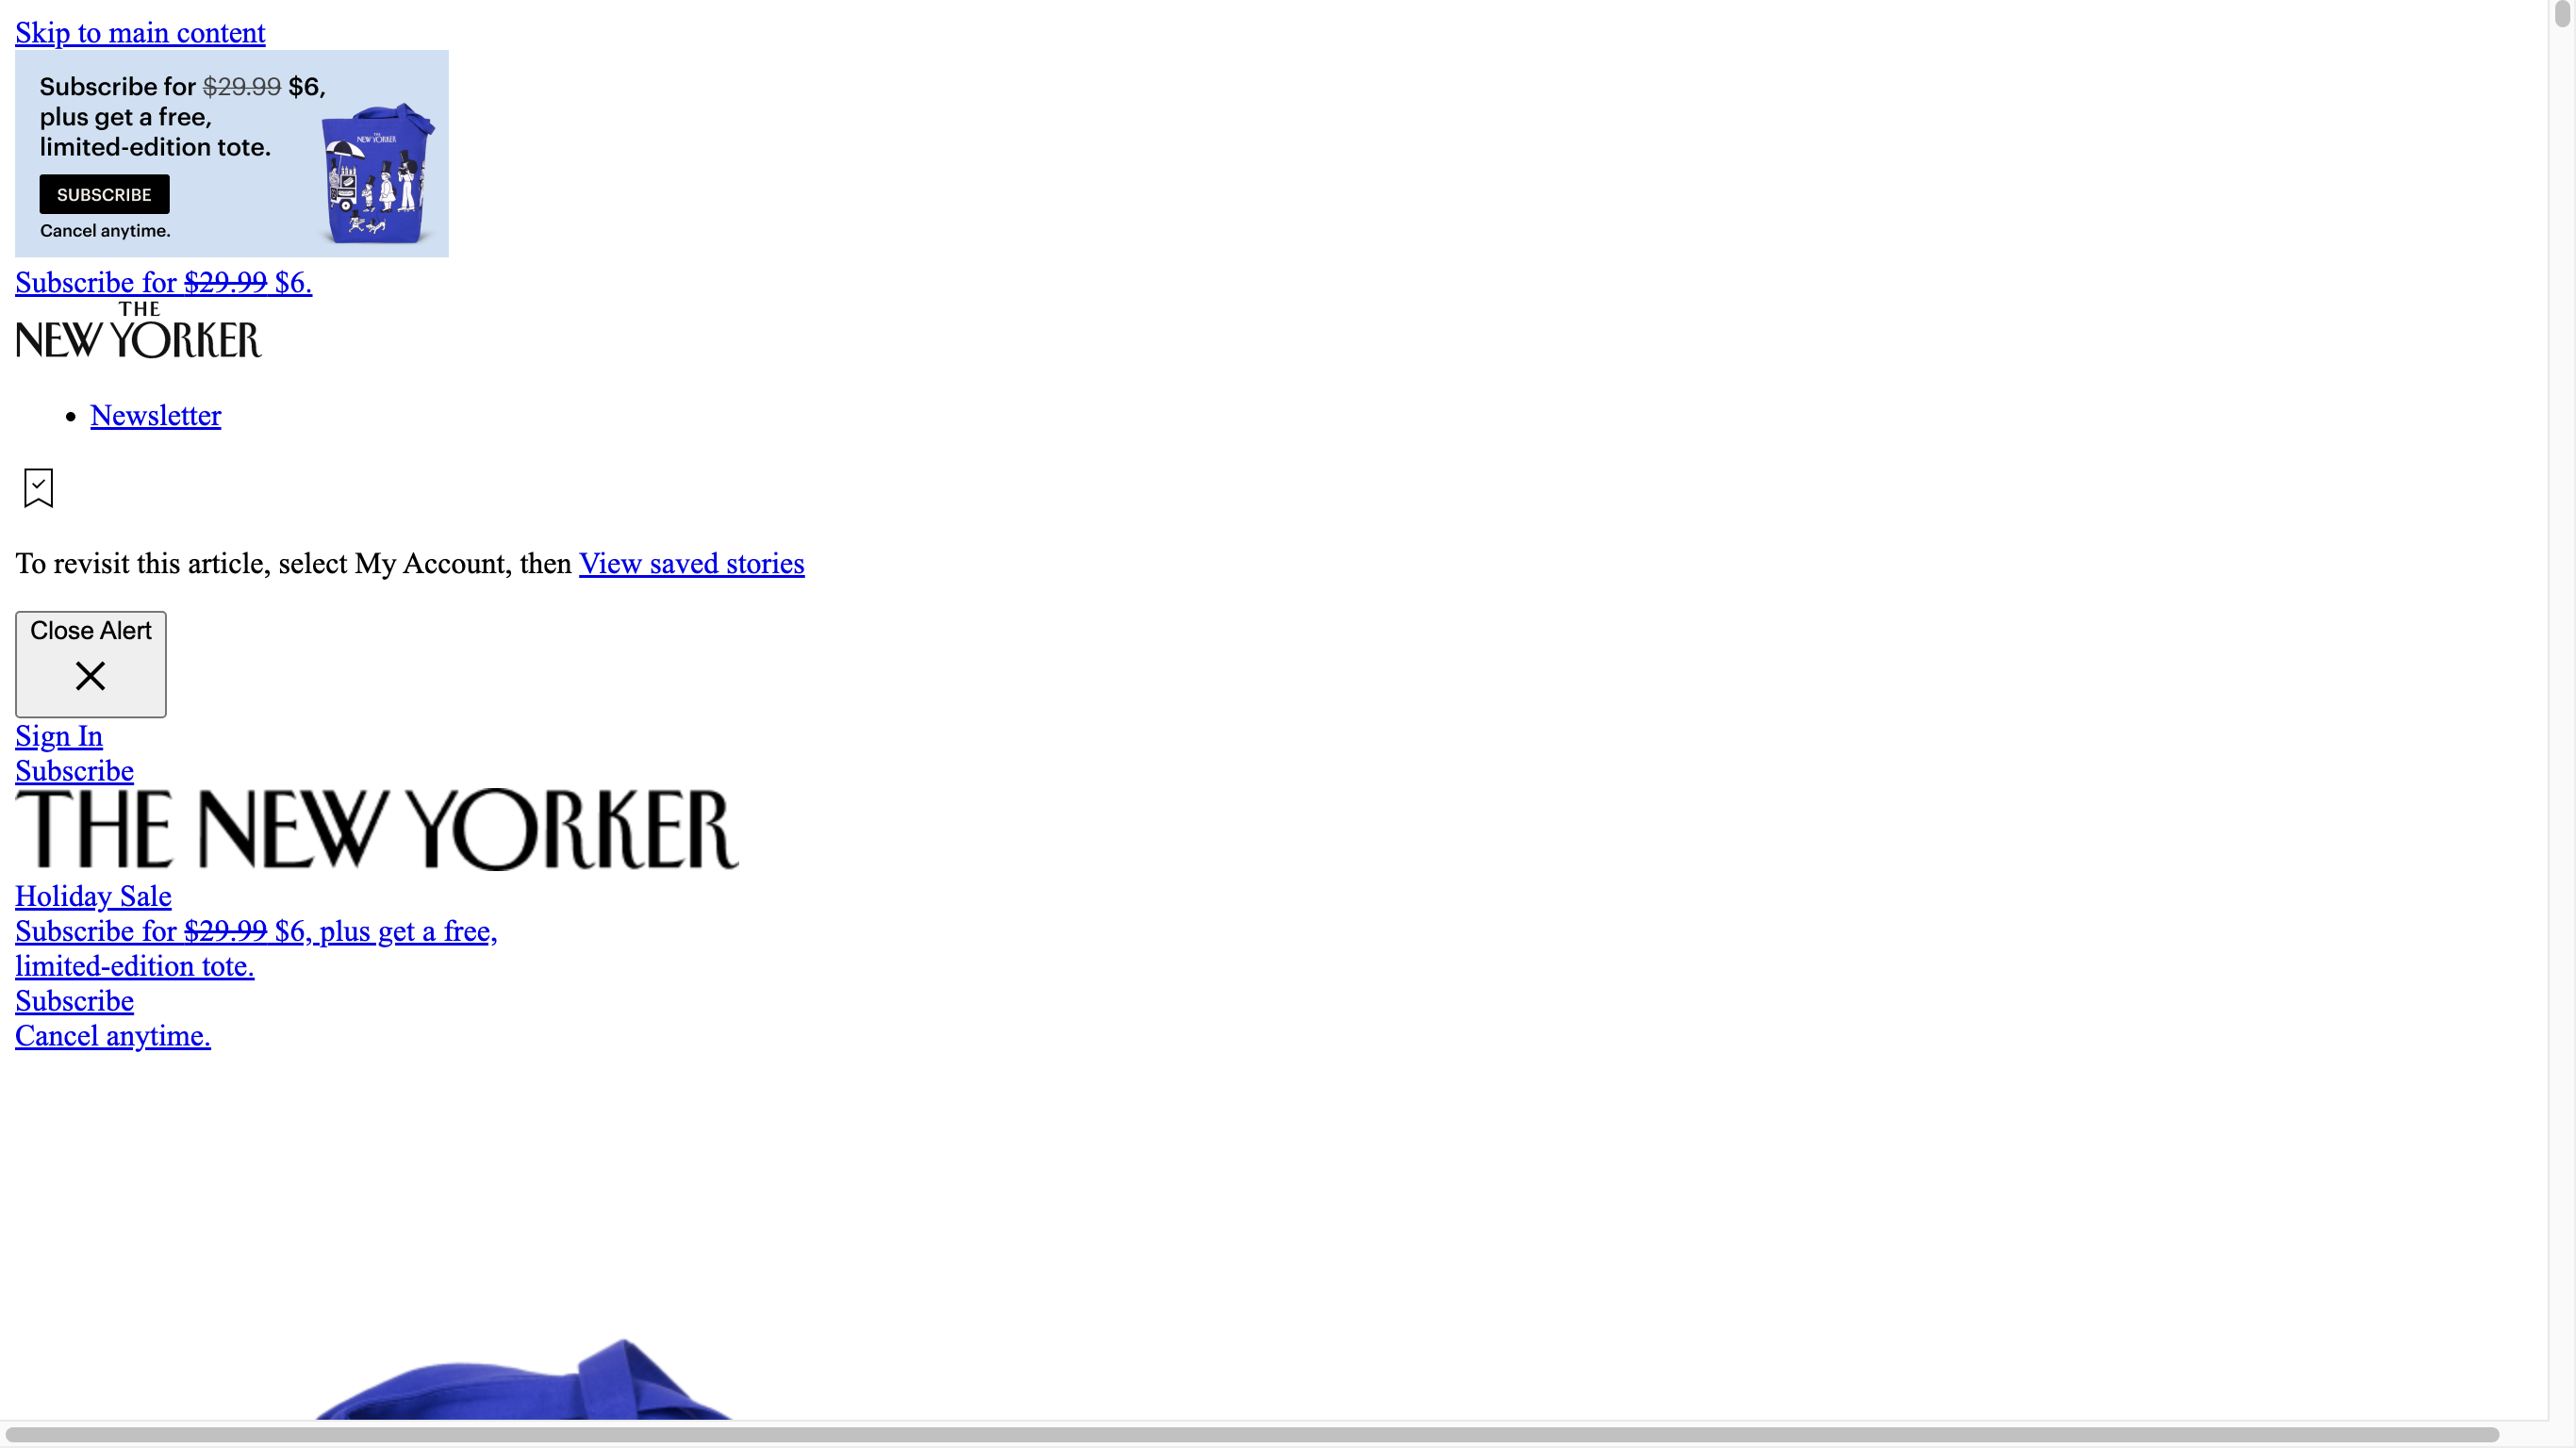 Skip to main content
Subscribe for $29.99 $6,
plus get a free,
limited-edition tote.
THE
NEW YORKER
SUBSCRIBE
Cancel anytime.
Subscribe for $29.99 $6.
THE
NEW YORKER
Newsletter
To revisit this article, select My Account, then View saved stories
Close Alert
Sign In
Subscribe
THE NEW YORKER
Holiday Sale
Subscribe for $29.99 $6, plus get a free,
limited-edition tote.
Subscribe
Cancel anytime.